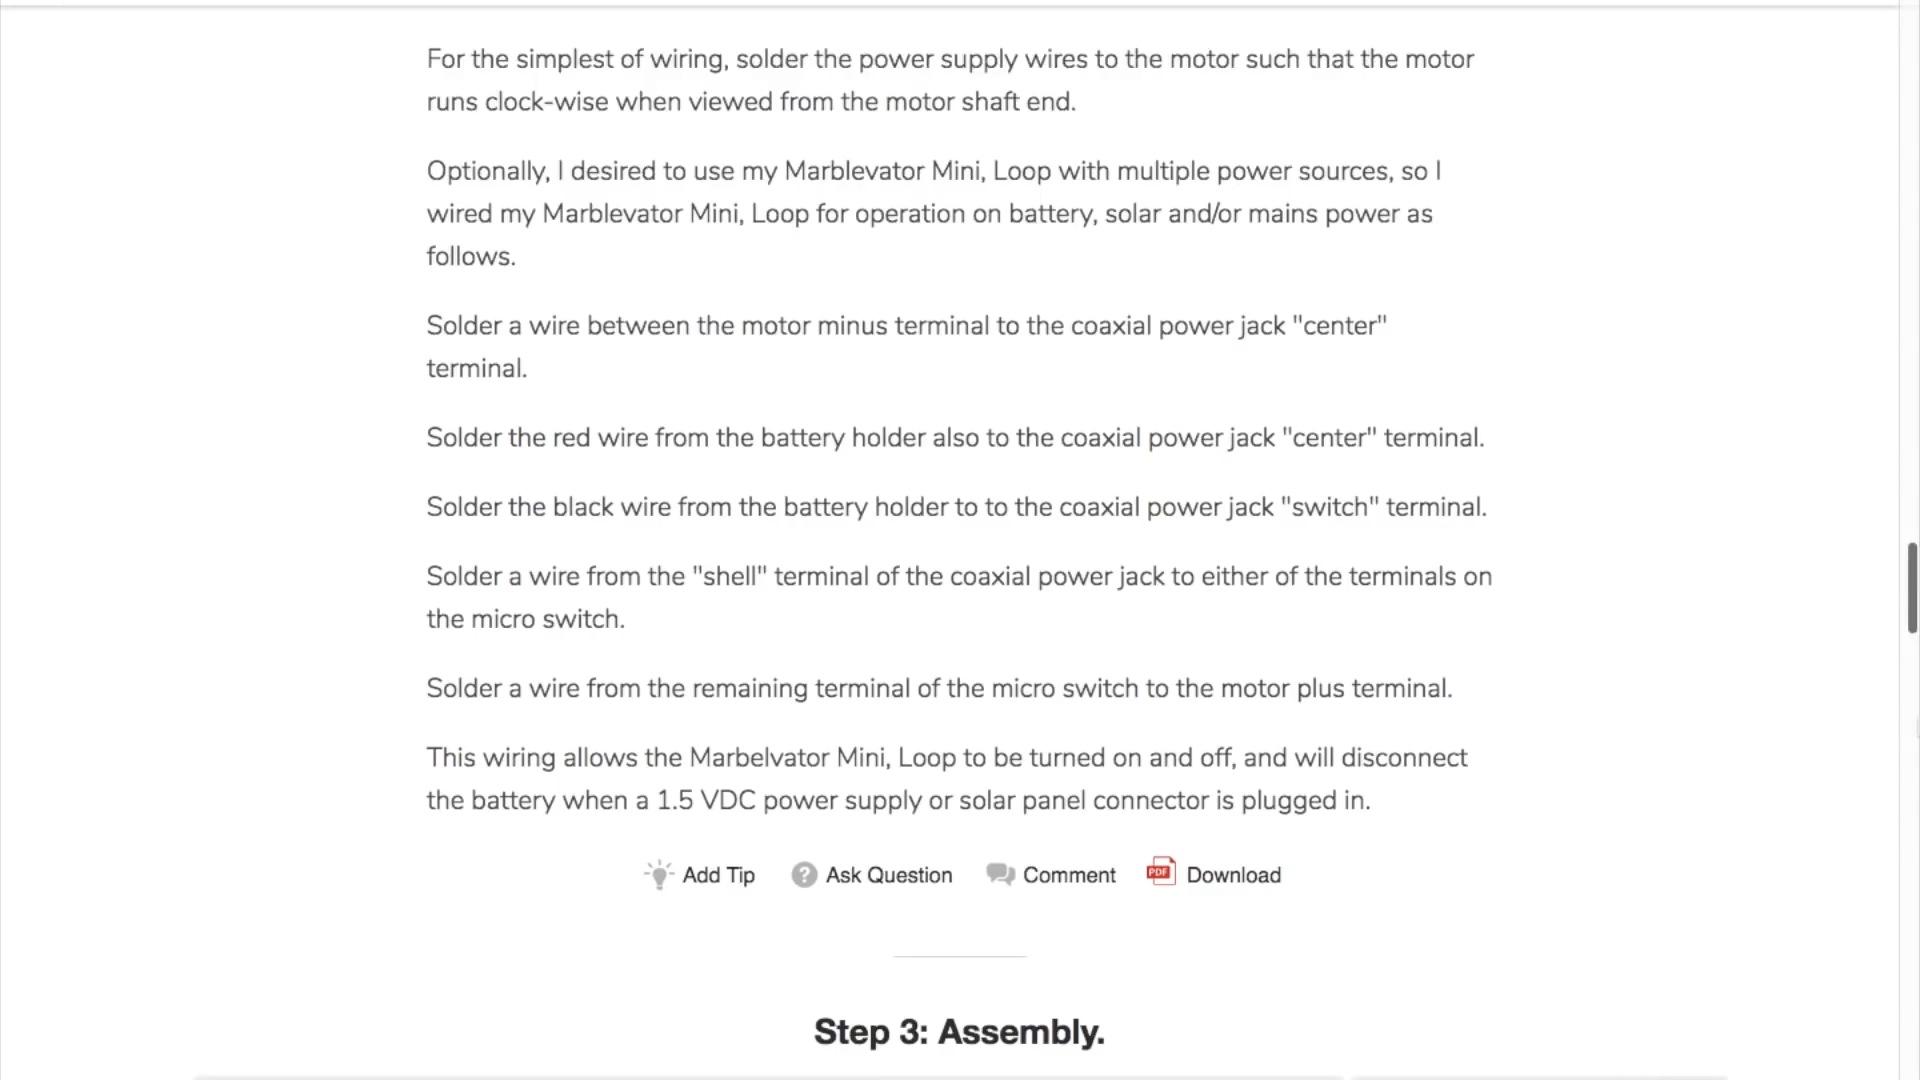 For the simplest of wiring, solder the power supply wires to the motor such that the motor
runs clock-wise when viewed from the motor shaft end.
Optionally, I desired to use my Marblevator Mini, Loop with multiple power sources, so I
wired my Marblevator Mini, Loop for operation on battery, solar and/or mains power as
follows.
Solder a wire between the motor minus terminal to the coaxial power jack "center"
terminal.
Solder the red wire from the battery holder also to the coaxial power jack "center" terminal.
Solder the black wire from the battery holder to to the coaxial power jack "switch" terminal.
Solder a wire from the "shell" terminal of the coaxial power jack to either of the terminals on
the micro switch.
Solder a wire from the remaining terminal of the micro switch to the motor plus terminal.
This wiring allows the Marbelvator Mini, Loop to be turned on and off, and will disconnect
the battery when a 1.5 VDC power supply or solar panel connector is plugged in.
Add Tip ? Ask Question Comment PDF Download
Step 3: Assembly.